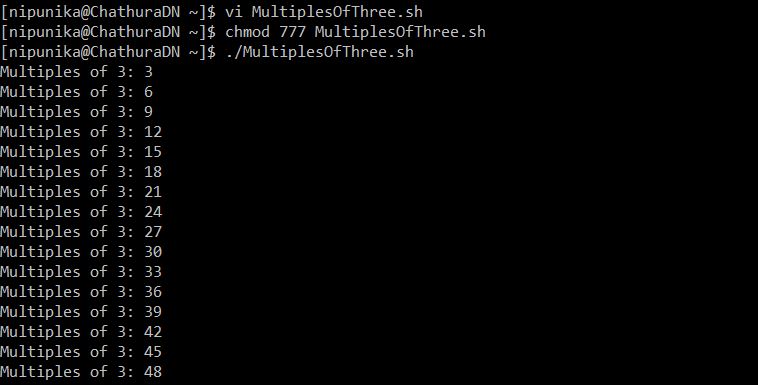 [nipunika@ChathuraDN ~]$ vi MultiplesOfThree.sh
[nipunika@ChathuraDN ~]$ chmod 777 MultiplesOfThree.sh
[nipunika@ChathuraDN ~]$ ./MultiplesOfThree.sh
Multiples of 3: 3
Multiples of 3: 6
Multiples of 3: 9
Multiples of 3: 12
Multiples of 3: 15
Multiples of 3: 18
Multiples of 3: 21
Multiples of 3: 24
Multiples of 3: 27
Multiples of 3: 30
Multiples of 3: 33
Multiples of 3: 36
Multiples of 3: 39
Multiples of 3: 42
Multiples of 3: 45
Multiples of 3: 48